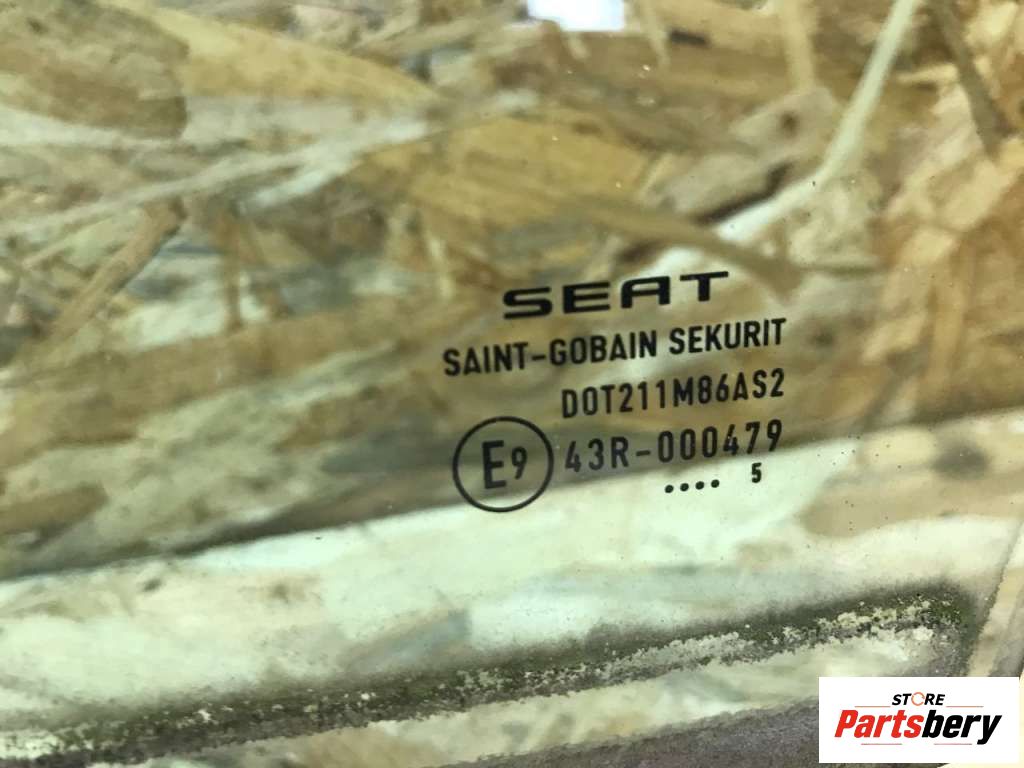 SEAT
SAINT-GOBAIN SEKURIT
DOT211M86AS2
E9 43R-000479
.... 5
STORE
Partsbery